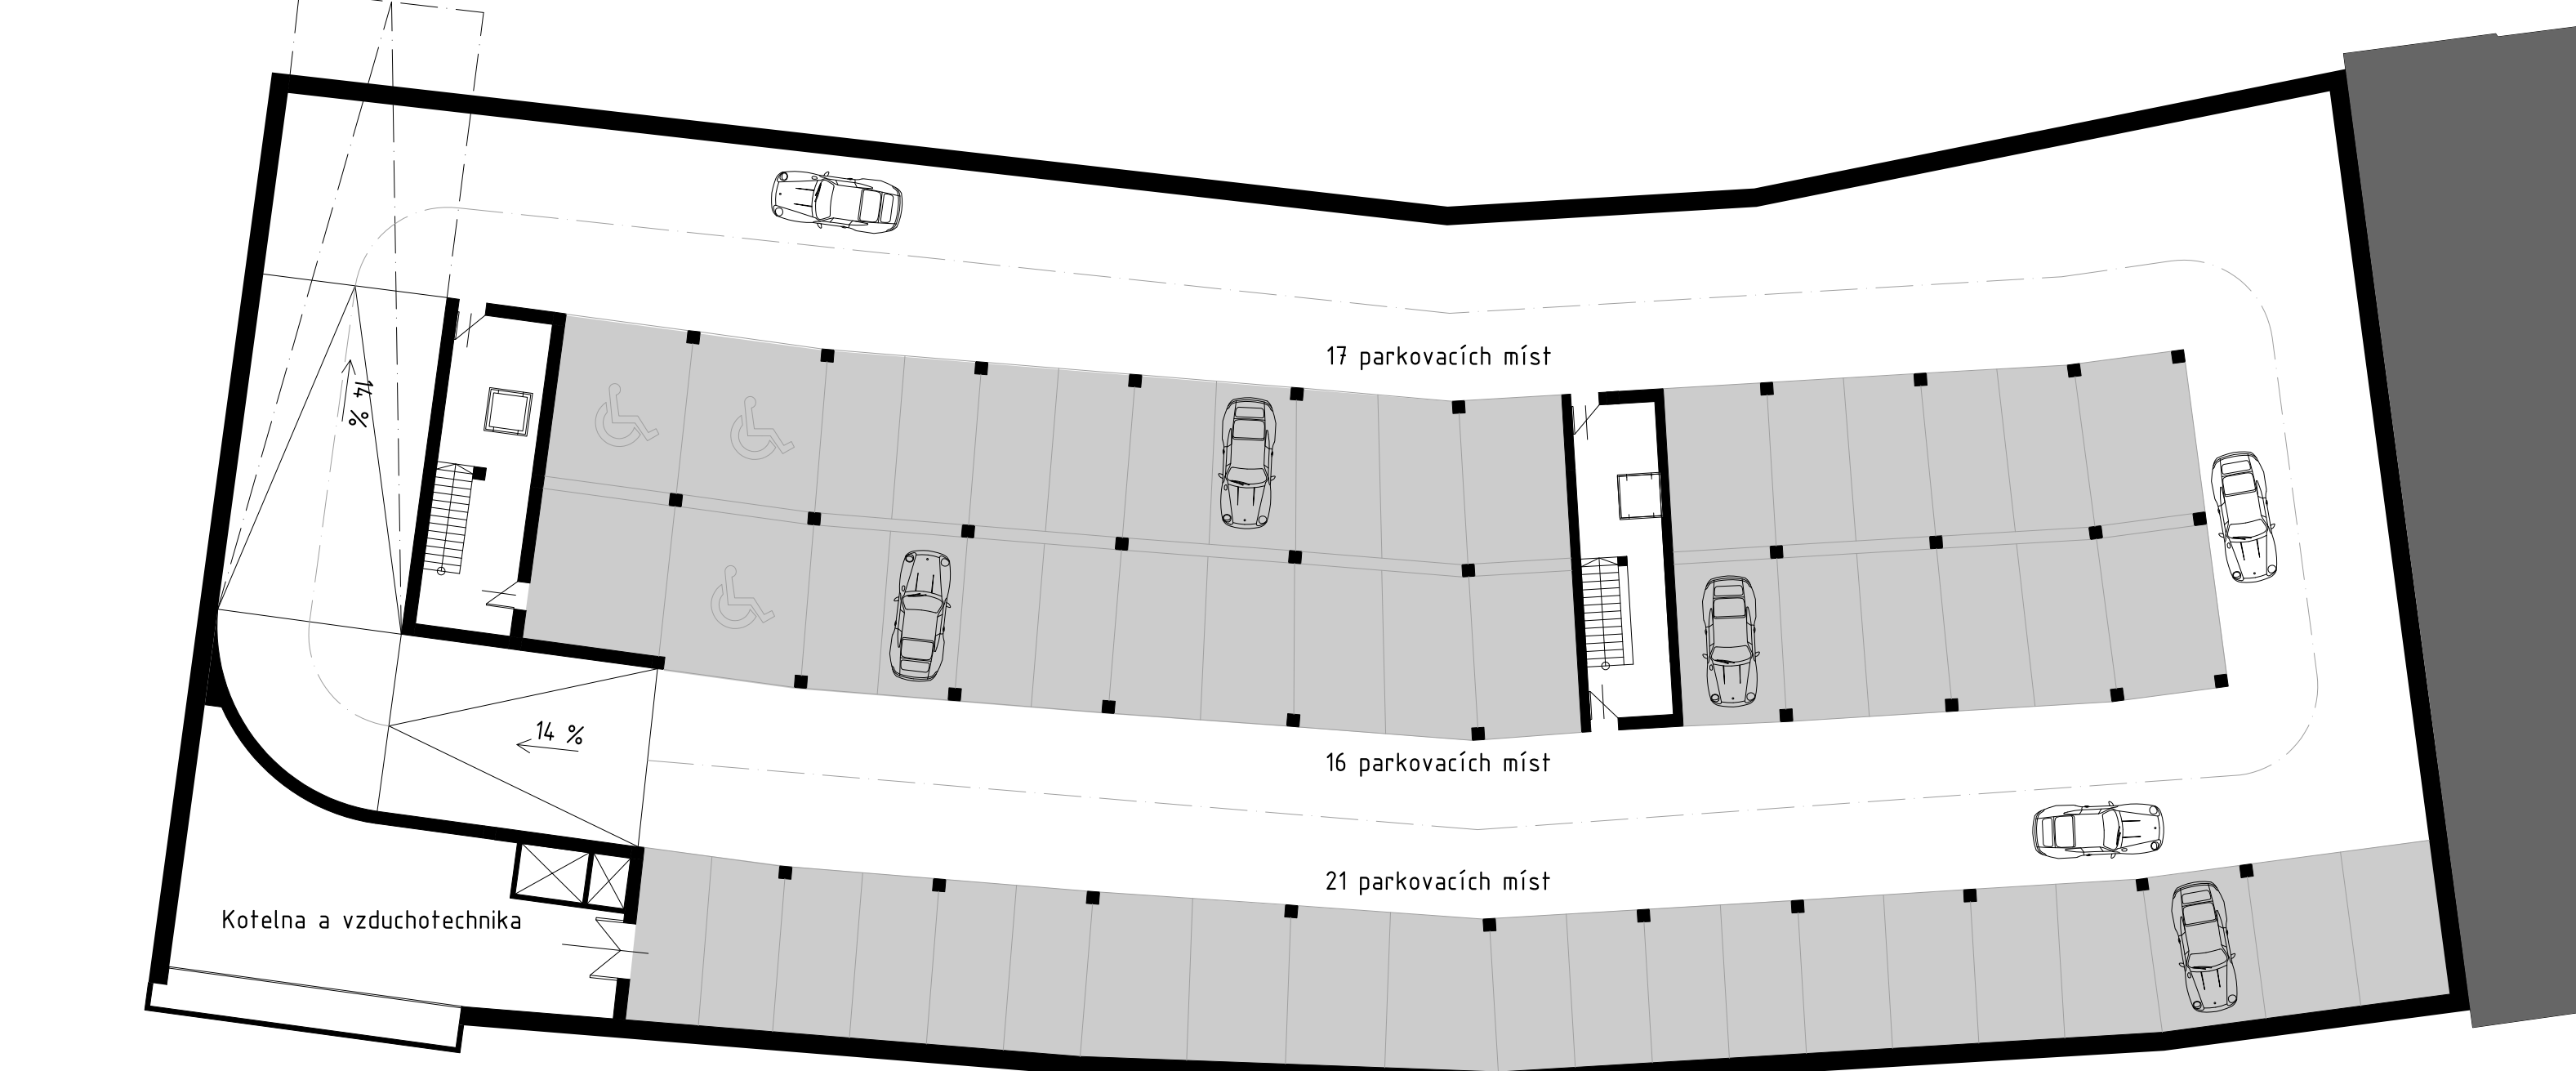 17 parkovacích míst
14 %
14 %
16 parkovacích míst
21 parkovacích míst
Kotelna a vzduchotechnika